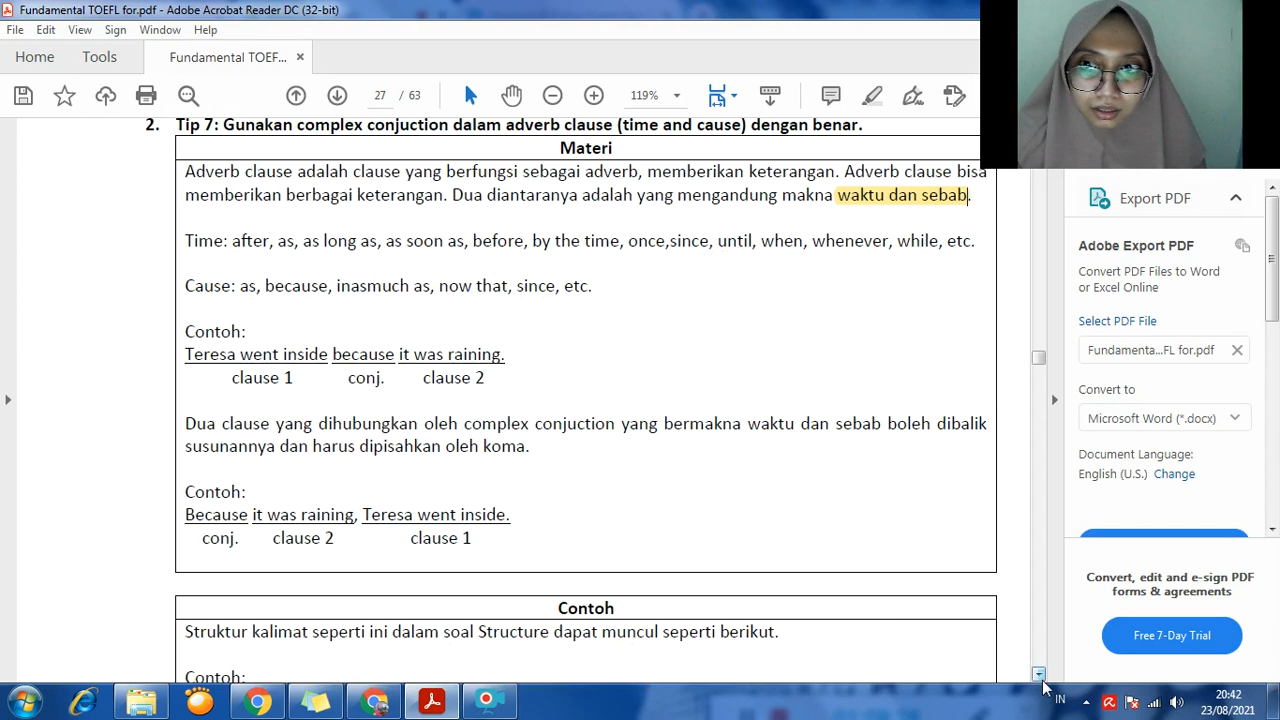 Fundamental TOEFL for.pdf - Adobe Acrobat Reader DC (32-bit)
File Edit View Sign Window Help
Home Tools Fundamental TOEF... ×
27 / 63 119%
2. Tip 7: Gunakan complex conjuction dalam adverb clause (time and cause) dengan benar.
Materi
Adverb clause adalah clause yang berfungsi sebagai adverb, memberikan keterangan. Adverb clause bisa
memberikan berbagai keterangan. Dua diantaranya adalah yang mengandung makna waktu dan sebab.
Time: after, as, as long as, as soon as, before, by the time, once,since, until, when, whenever, while, etc.
Cause: as, because, inasmuch as, now that, since, etc.
Contoh:
Teresa went inside because it was raining.
clause 1 conj. clause 2
Dua clause yang dihubungkan oleh complex conjuction yang bermakna waktu dan sebab boleh dibalik
susunannya dan harus dipisahkan oleh koma.
Contoh:
Because it was raining, Teresa went inside.
conj. clause 2 clause 1
Contoh
Struktur kalimat seperti ini dalam soal Structure dapat muncul seperti berikut.
Contoh:
Export PDF
Adobe Export PDF
Convert PDF Files to Word
or Excel Online
Select PDF File
Fundamenta...FL for.pdf
Convert to
Microsoft Word (*.docx)
Document Language:
English (U.S.) Change
Convert, edit and e-sign PDF
forms & agreements
Free 7-Day Trial
IN
20:42
23/08/2021